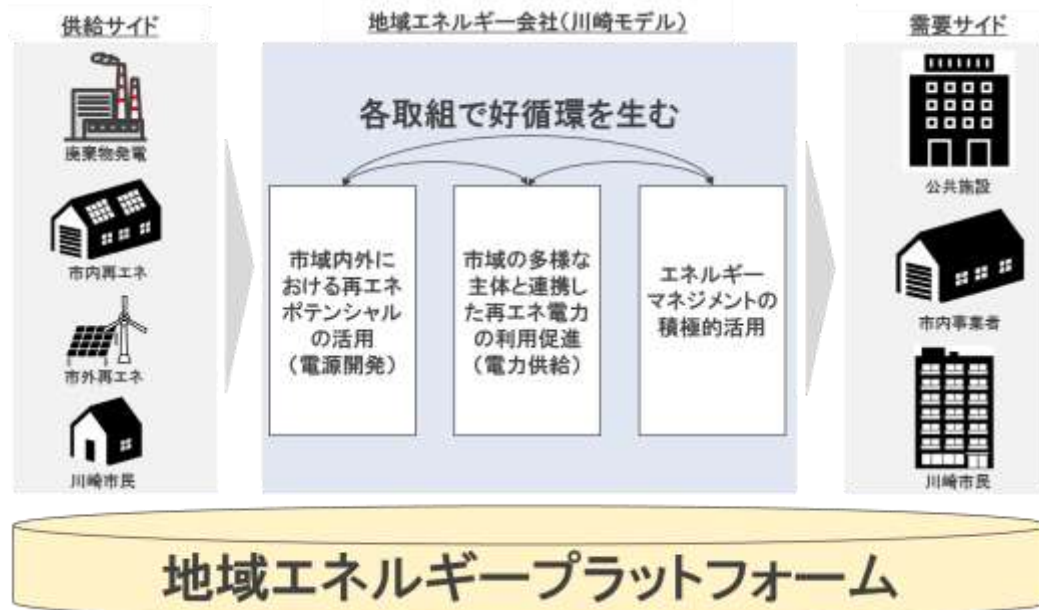 供給サイド
廃棄物発電
市内再エネ
市外再エネ
川崎市民
地域エネルギー会社(川崎モデル)
各取組で好循環を生む
市域内外に
おける再エネ
ポテンシャル
の活用
(電源開発)
市域の多様な
主体と連携し
た再エネ電力
の利用促進
(電力供給)
エネルギー
マネジメントの
積極的活用
需要サイド
公共施設
市内事業者
川崎市民
地域エネルギープラットフォーム